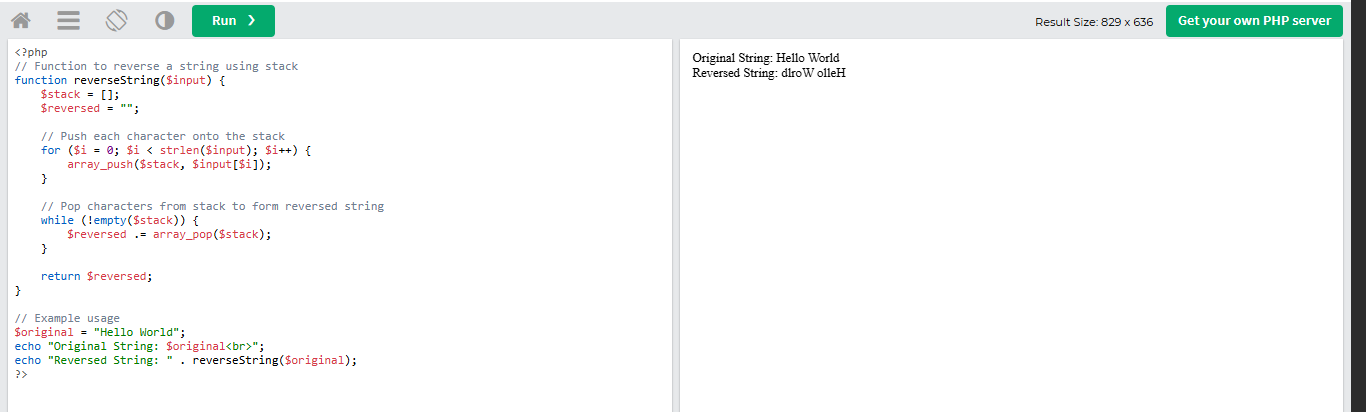 Run ❯
Result Size: 829 x 636
Get your own PHP server
<?php
// Function to reverse a string using stack
function reverseString($input) {
    $stack = [];
    $reversed = "";

    // Push each character onto the stack
    for ($i = 0; $i < strlen($input); $i++) {
        array_push($stack, $input[$i]);
    }

    // Pop characters from stack to form reversed string
    while (!empty($stack)) {
        $reversed .= array_pop($stack);
    }

    return $reversed;
}

// Example usage
$original = "Hello World";
echo "Original String: $original<br>";
echo "Reversed String: " . reverseString($original);
?>
Original String: Hello World
Reversed String: dlroW olleH